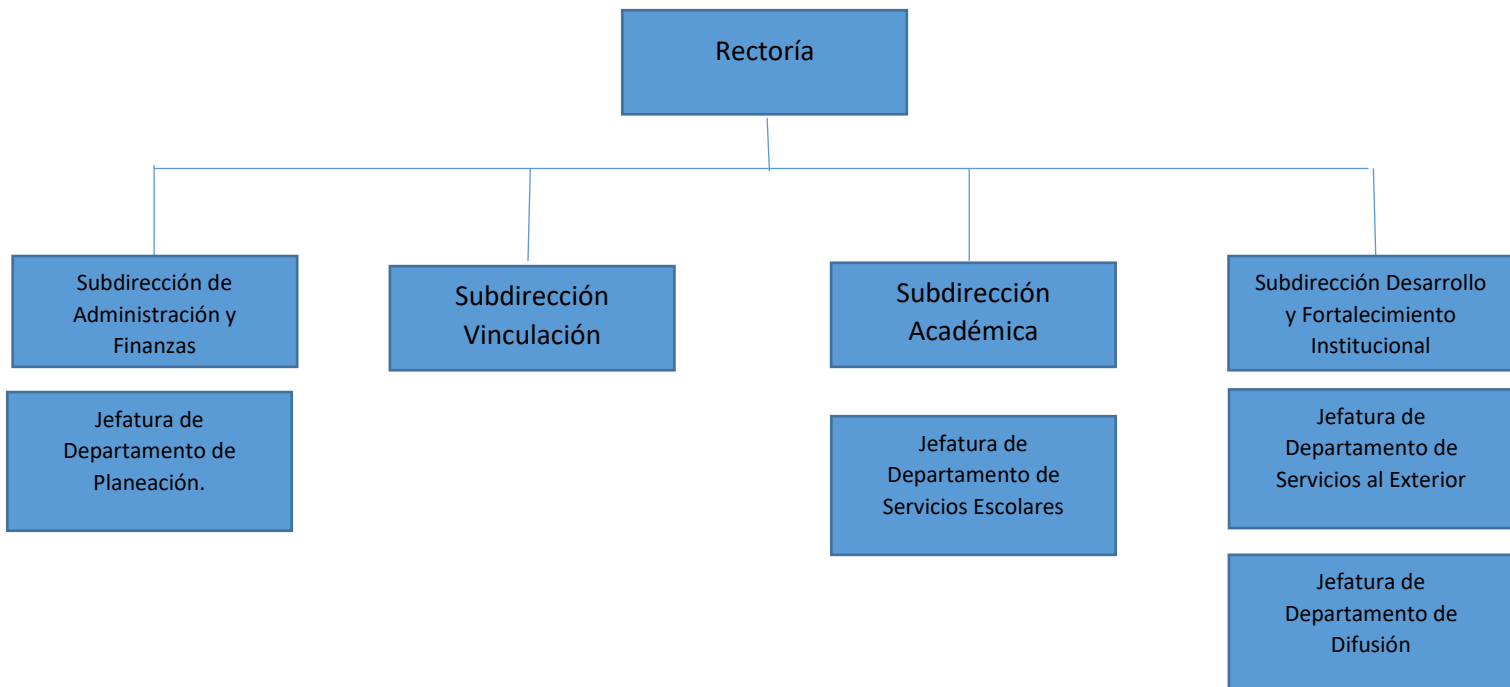 Rectoría
Subdirección de
Administración y
Finanzas
Subdirección
Vinculación
Subdirección
Académica
Subdirección Desarrollo
y Fortalecimiento
Institucional
Jefatura de
Departamento de
Planeación.
Jefatura de
Departamento de
Servicios Escolares
Jefatura de
Departamento de
Servicios al Exterior
Jefatura de
Departamento de
Difusión